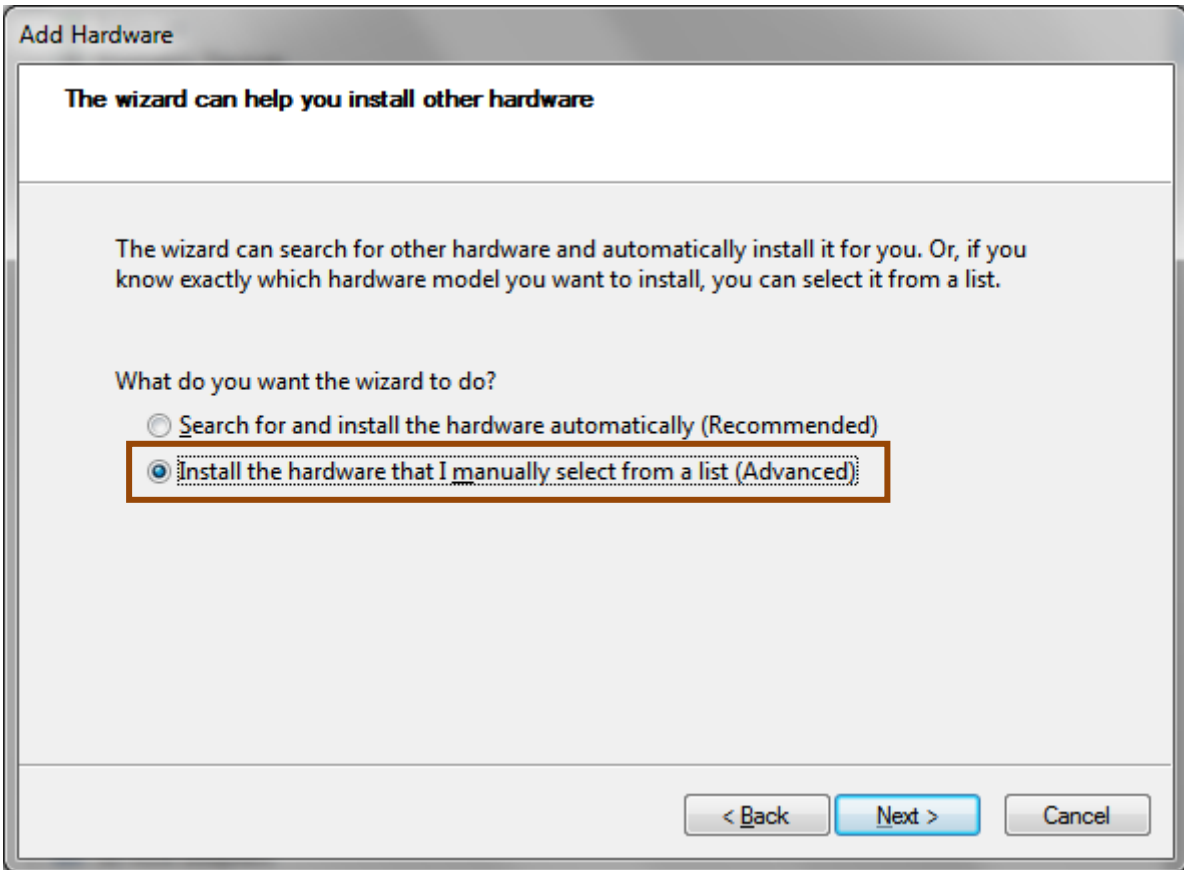 Add Hardware
The wizard can help you install other hardware
The wizard can search for other hardware and automatically install it for you. Or, if you
know exactly which hardware model you want to install, you can select it from a list.
What do you want the wizard to do?
Search for and install the hardware automatically (Recommended)
Install the hardware that I manually select from a list (Advanced)
< Back Next > Cancel